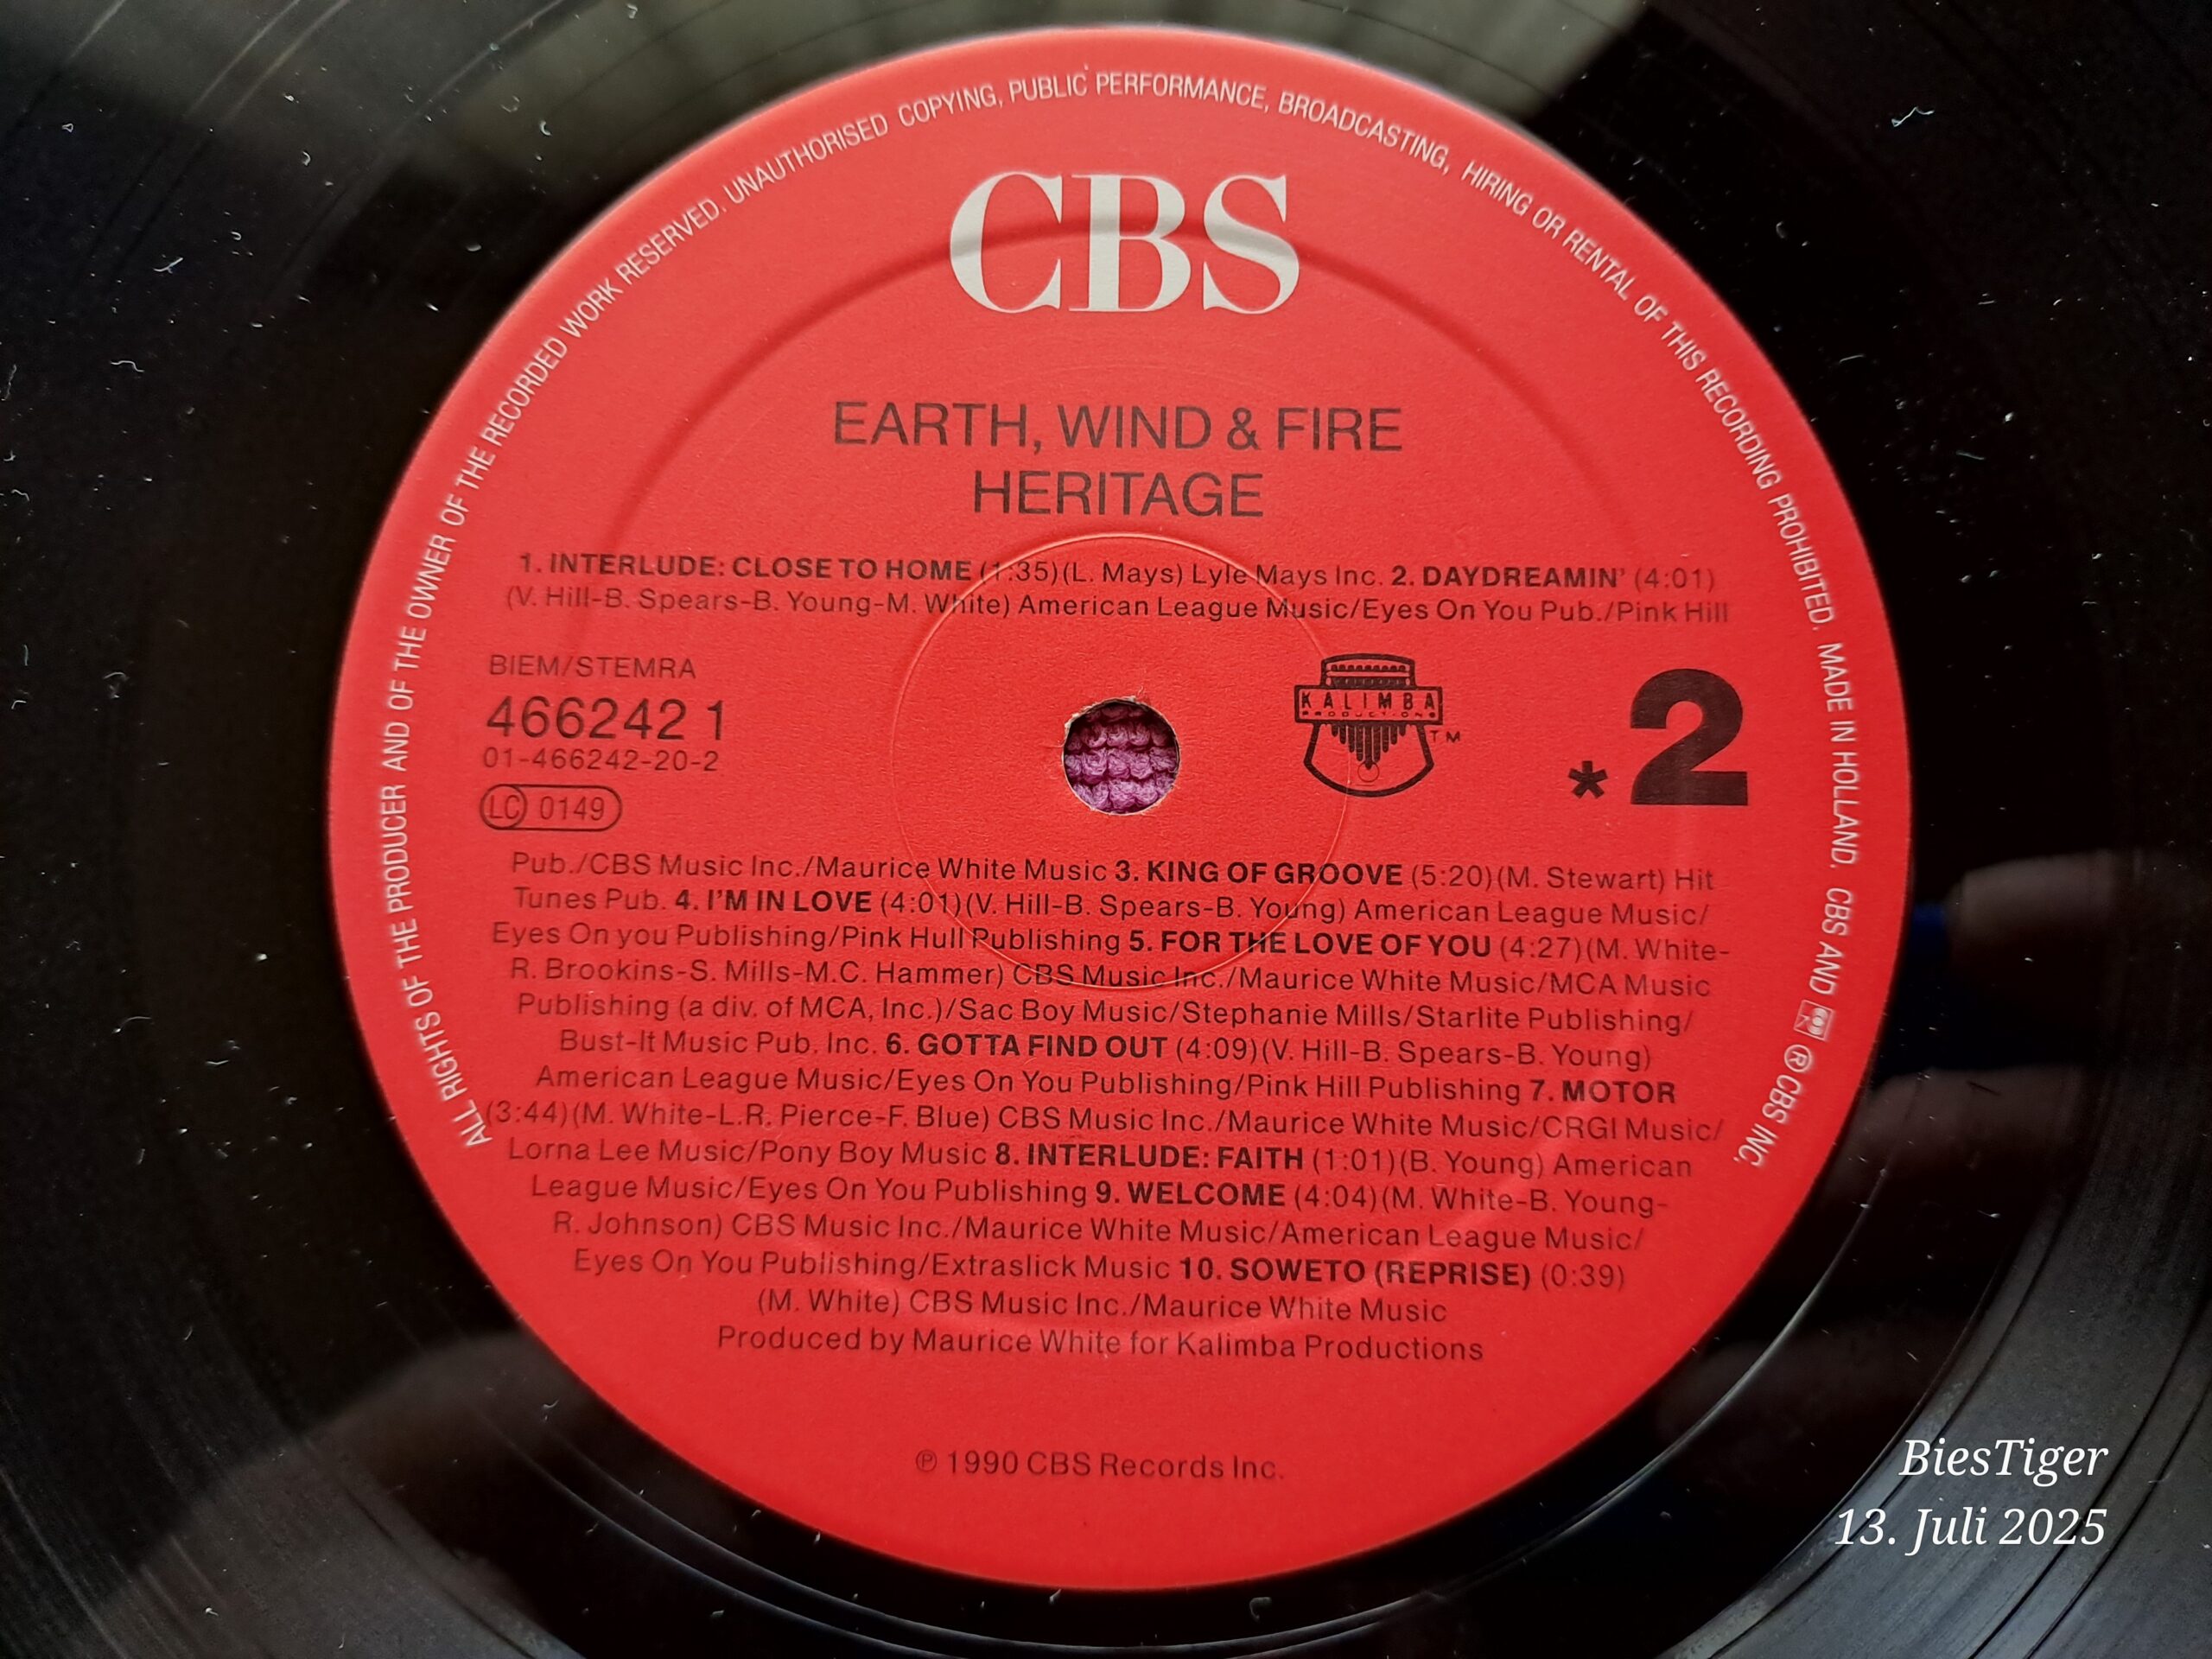 ALL RIGHTS OF THE PRODUCER AND OF THE OWNER OF THE RECORDED WORK RESERVED. UNAUTHORISED COPYING, PUBLIC PERFORMANCE, BROADCASTING, HIRING OR RENTAL OF THIS RECORDING PROHIBITED. MADE IN HOLLAND. CBS AND ® CBS INC.
CBS
EARTH, WIND & FIRE
HERITAGE
1. INTERLUDE: CLOSE TO HOME (1:35)(L. Mays) Lyle Mays Inc. 2. DAYDREAMIN' (4:01)
(V. Hill-B. Spears-B. Young-M. White) American League Music/Eyes On You Pub./Pink Hill
BIEM/STEMRA
466242 1
01-466242-20-2
LC 0149
KALIMBA
PRODUCTIONS
TM
*2
Pub./CBS Music Inc./Maurice White Music 3. KING OF GROOVE (5:20)(M. Stewart) Hit
Tunes Pub. 4. I'M IN LOVE (4:01)(V. Hill-B. Spears-B. Young) American League Music/
Eyes On you Publishing/Pink Hull Publishing 5. FOR THE LOVE OF YOU (4:27)(M. White-
R. Brookins-S. Mills-M.C. Hammer) CBS Music Inc./Maurice White Music/MCA Music
Publishing (a div. of MCA, Inc.)/Sac Boy Music/Stephanie Mills/Starlite Publishing/
Bust-It Music Pub. Inc. 6. GOTTA FIND OUT (4:09)(V. Hill-B. Spears-B. Young)
American League Music/Eyes On You Publishing/Pink Hill Publishing 7. MOTOR
(3:44)(M. White-L.R. Pierce-F. Blue) CBS Music Inc./Maurice White Music/CRGI Music/
Lorna Lee Music/Pony Boy Music 8. INTERLUDE: FAITH (1:01)(B. Young) American
League Music/Eyes On You Publishing 9. WELCOME (4:04)(M. White-B. Young-
R. Johnson) CBS Music Inc./Maurice White Music/American League Music/
Eyes On You Publishing/Extraslick Music 10. SOWETO (REPRISE) (0:39)
(M. White) CBS Music Inc./Maurice White Music
Produced by Maurice White for Kalimba Productions
℗ 1990 CBS Records Inc.
BiesTiger
13. Juli 2025